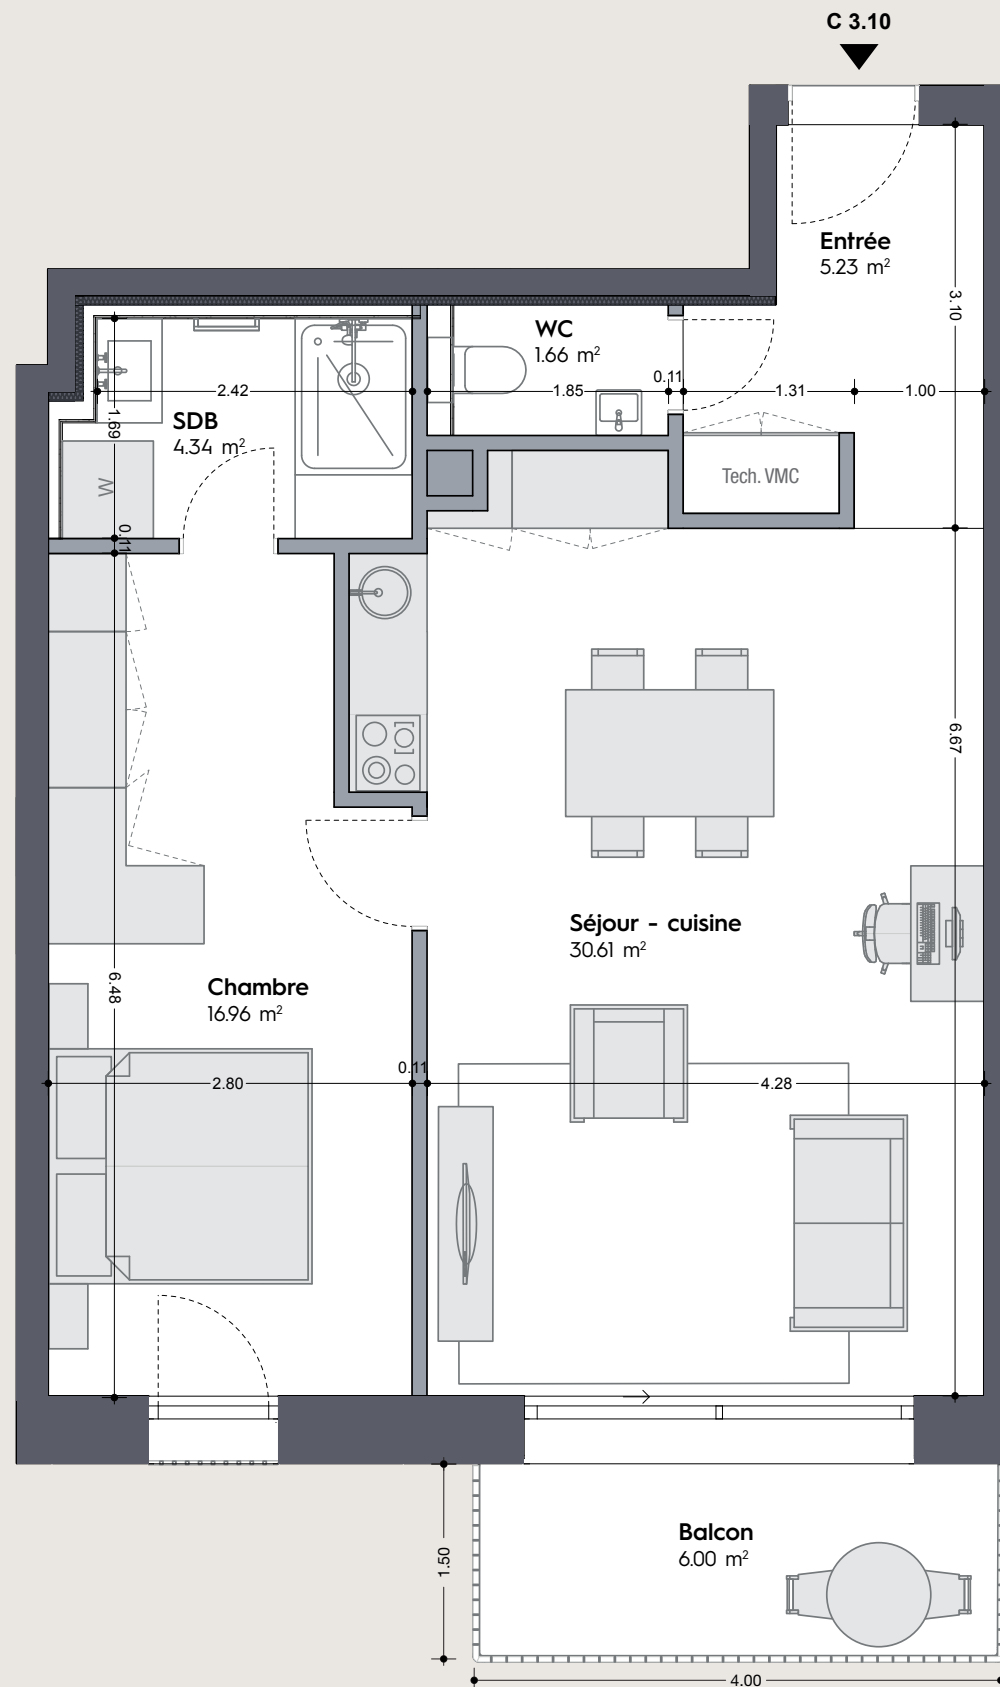 C 3.10
Entrée
5.23 m²
3.10
WC
1.66 m²
0.11
2.42
1.85
1.31
1.00
SDB
4.34 m²
1.69
W
Tech. VMC
0.11
6.67
Séjour - cuisine
30.61 m²
Chambre
16.96 m²
6.48
0.11
2.80
4.28
Balcon
6.00 m²
1.50
4.00